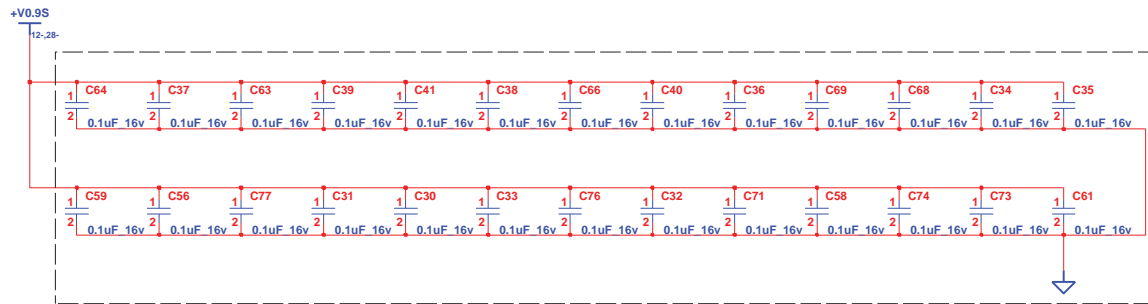 +V0.9S
12-,28-
C64 C37 C63 C39 C41 C38 C66 C40 C36 C69 C68 C34 C35
1 1 1 1 1 1 1 1 1 1 1 1 1
2 2 2 2 2 2 2 2 2 2 2 2 2
0.1uF_16v 0.1uF_16v 0.1uF_16v 0.1uF_16v 0.1uF_16v 0.1uF_16v 0.1uF_16v 0.1uF_16v 0.1uF_16v 0.1uF_16v 0.1uF_16v 0.1uF_16v 0.1uF_16v
C59 C56 C77 C31 C30 C33 C76 C32 C71 C58 C74 C73 C61
1 1 1 1 1 1 1 1 1 1 1 1 1
2 2 2 2 2 2 2 2 2 2 2 2 2
0.1uF_16v 0.1uF_16v 0.1uF_16v 0.1uF_16v 0.1uF_16v 0.1uF_16v 0.1uF_16v 0.1uF_16v 0.1uF_16v 0.1uF_16v 0.1uF_16v 0.1uF_16v 0.1uF_16v